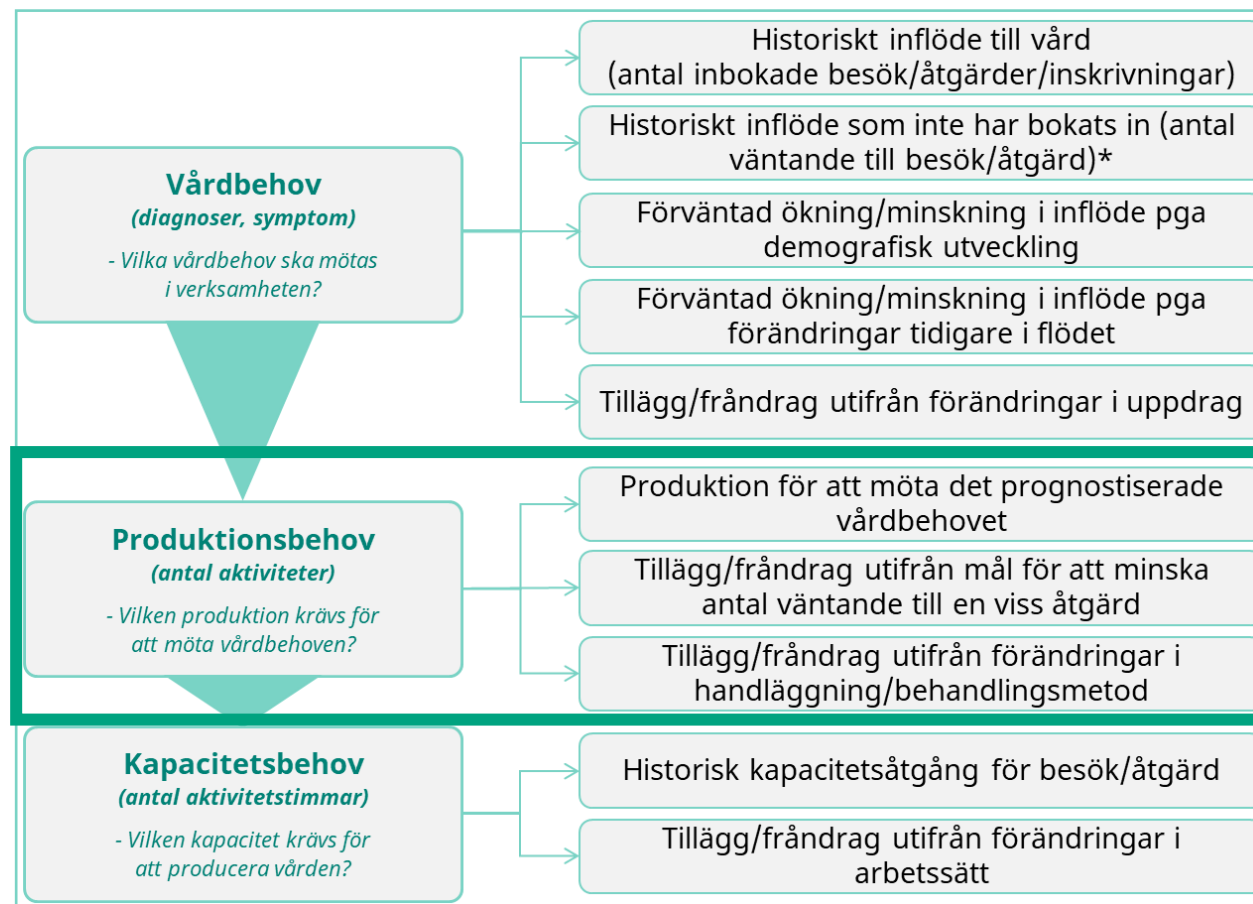 Vårdbehov
(diagnoser, symptom)
- Vilka vårdbehov ska mötas
i verksamheten?
Historiskt inflöde till vård
(antal inbokade besök/åtgärder/inskrivningar)
Historiskt inflöde som inte har bokats in (antal
väntande till besök/åtgärd)*
Förväntad ökning/minskning i inflöde pga
demografisk utveckling
Förväntad ökning/minskning i inflöde pga
förändringar tidigare i flödet
Tillägg/fråndrag utifrån förändringar i uppdrag
Produktionsbehov
(antal aktiviteter)
- Vilken produktion krävs för
att möta vårdbehoven?
Produktion för att möta det prognostiserade
vårdbehovet
Tillägg/fråndrag utifrån mål för att minska
antal väntande till en viss åtgärd
Tillägg/fråndrag utifrån förändringar i
handläggning/behandlingsmetod
Kapacitetsbehov
(antal aktivitetstimmar)
- Vilken kapacitet krävs för
att producera vården?
Historisk kapacitetsåtgång för besök/åtgärd
Tillägg/fråndrag utifrån förändringar i
arbetssätt